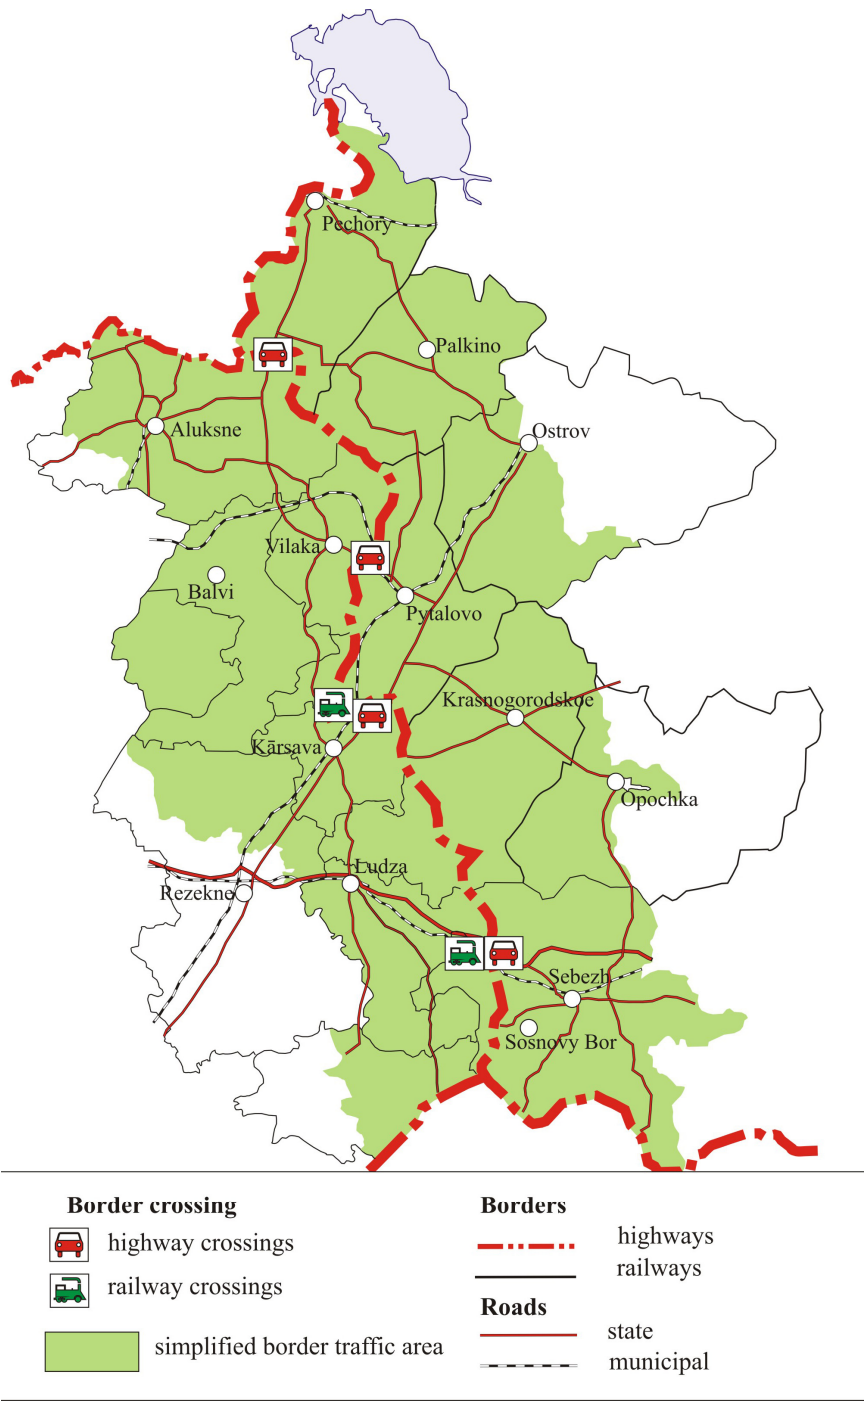 Pechory
Palkino
Aluksne
Ostrov
Vilaka
Balvi
Pytalovo
Krasnogorodskoe
Kārsava
Opochka
Ludza
Rezekne
Sebezh
Sosnovy Bor
Border crossing
highway crossings
railway crossings
simplified border traffic area
Borders
highways
railways
Roads
state
municipal